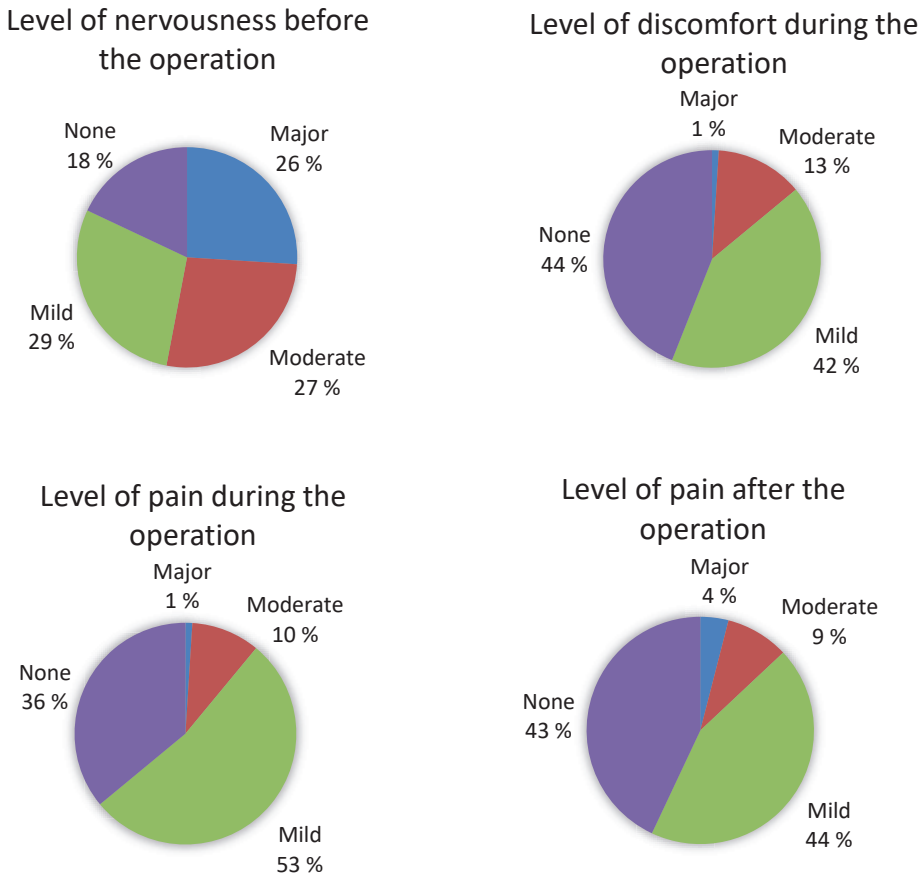 Level of nervousness before
the operation
None
18 %
Major
26 %
Mild
29 %
Moderate
27 %
Level of discomfort during the
operation
Major
1 %
Moderate
13 %
None
44 %
Mild
42 %
Level of pain during the
operation
Major
1 %
Moderate
10 %
None
36 %
Mild
53 %
Level of pain after the
operation
Major
4 %
Moderate
9 %
None
43 %
Mild
44 %